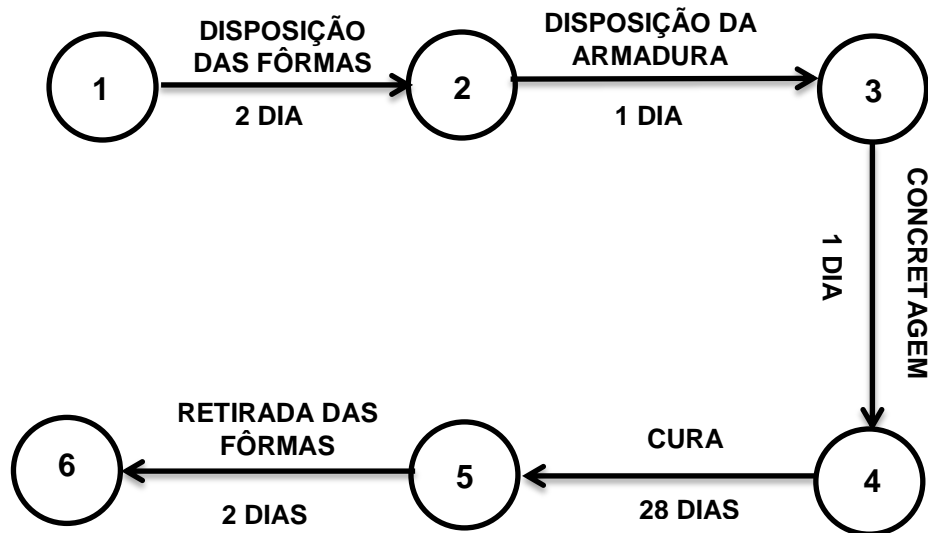 1
DISPOSIÇÃO
DAS FÔRMAS
2 DIA
2
DISPOSIÇÃO DA
ARMADURA
1 DIA
3
CONCRETAGEM
1 DIA
4
CURA
28 DIAS
5
RETIRADA DAS
FÔRMAS
2 DIAS
6